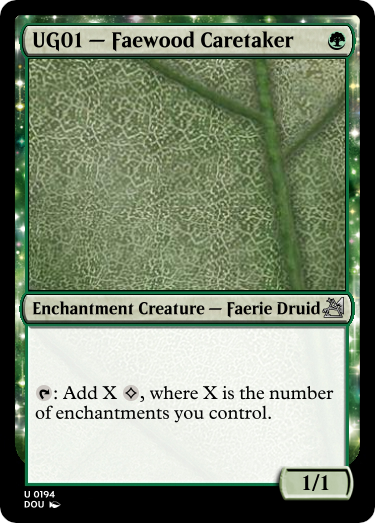 UG01 — Faewood Caretaker
Enchantment Creature — Faerie Druid
: Add X , where X is the number
of enchantments you control.
1/1
U 0194
DOU